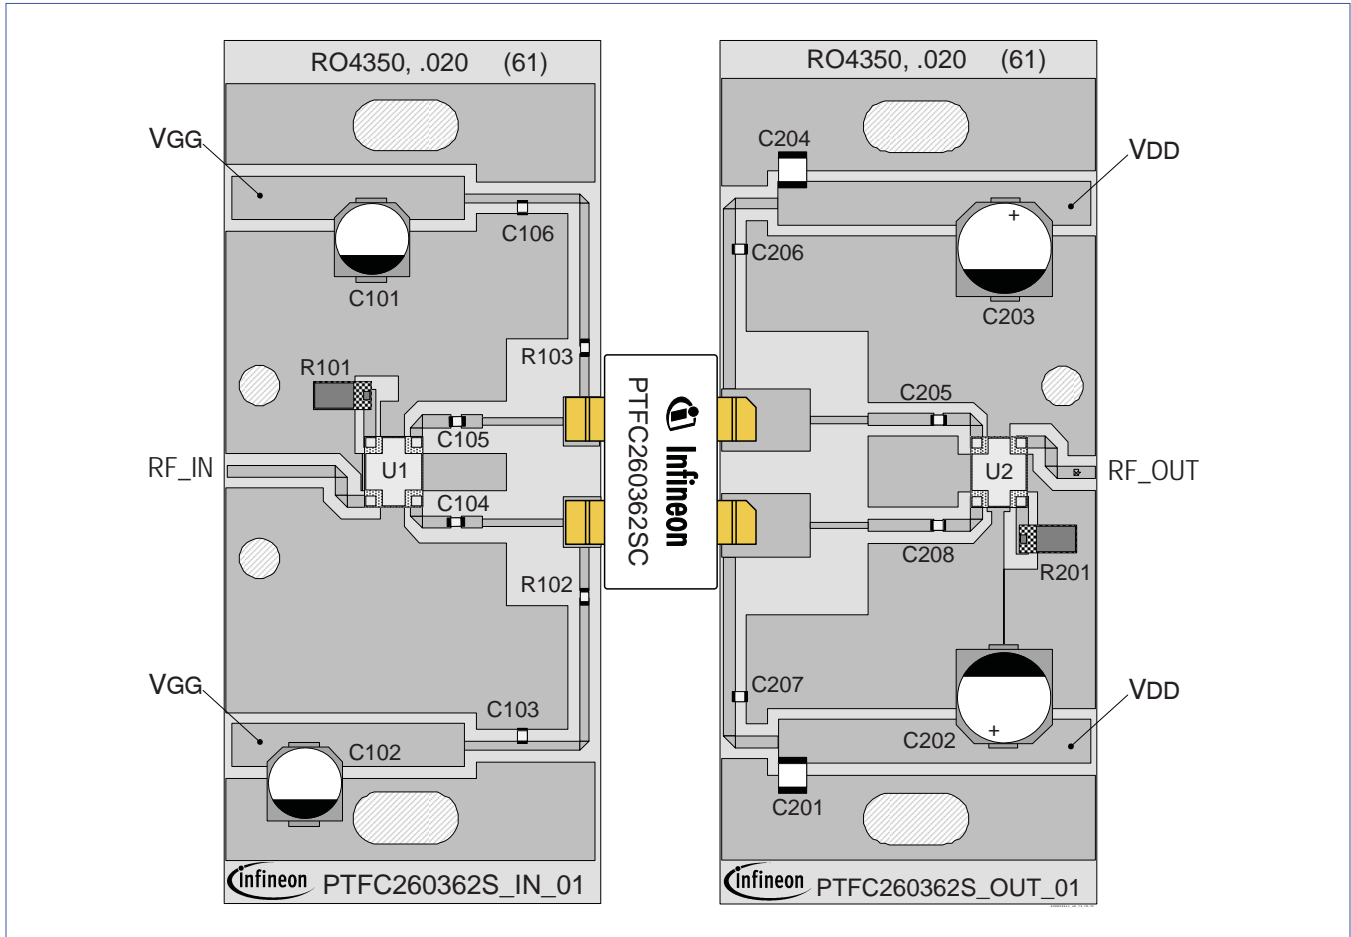 RO4350, .020 (61)
RO4350, .020 (61)
VGG
C204
VDD
C106
C206
C101
C203
R103
R101
C205
C105
RF_IN
U1
Infineon
PTFC260362SC
U2
RF_OUT
C104
C208
R102
R201
VGG
C207
VDD
C103
C102
C202
C201
infineon PTFC260362S_IN_01
infineon PTFC260362S_OUT_01
+
+